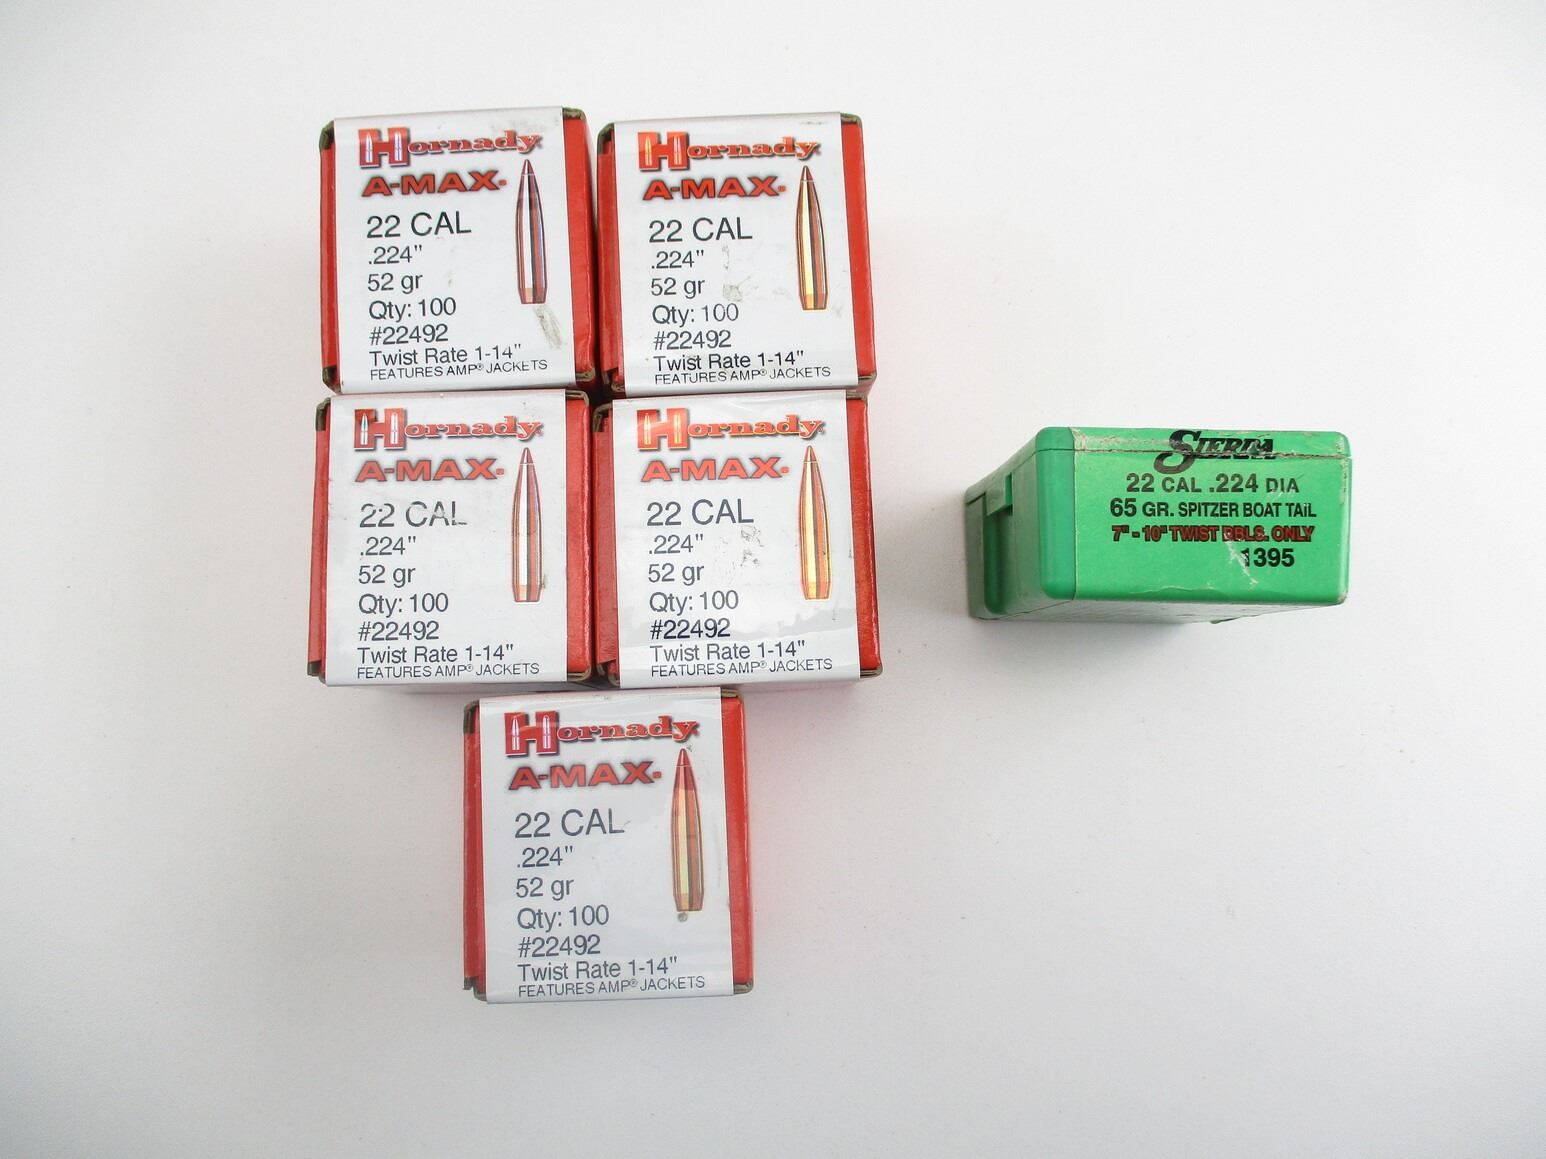 Hornady
A-MAX®
22 CAL
.224"
52 gr
Qty: 100
#22492
Twist Rate 1-14"
FEATURES AMP® JACKETS
Hornady
A-MAX®
22 CAL
.224"
52 gr
Qty: 100
#22492
Twist Rate 1-14"
FEATURES AMP® JACKETS
Hornady
A-MAX®
22 CAL
.224"
52 gr
Qty: 100
#22492
Twist Rate 1-14"
FEATURES AMP® JACKETS
Hornady
A-MAX®
22 CAL
.224"
52 gr
Qty: 100
#22492
Twist Rate 1-14"
FEATURES AMP® JACKETS
Hornady
A-MAX®
22 CAL
.224"
52 gr
Qty: 100
#22492
Twist Rate 1-14"
FEATURES AMP® JACKETS
SIERRA
22 CAL .224 DIA
65 GR. SPITZER BOAT TAiL
7" - 10" TWIST BBLS. ONLY
1395